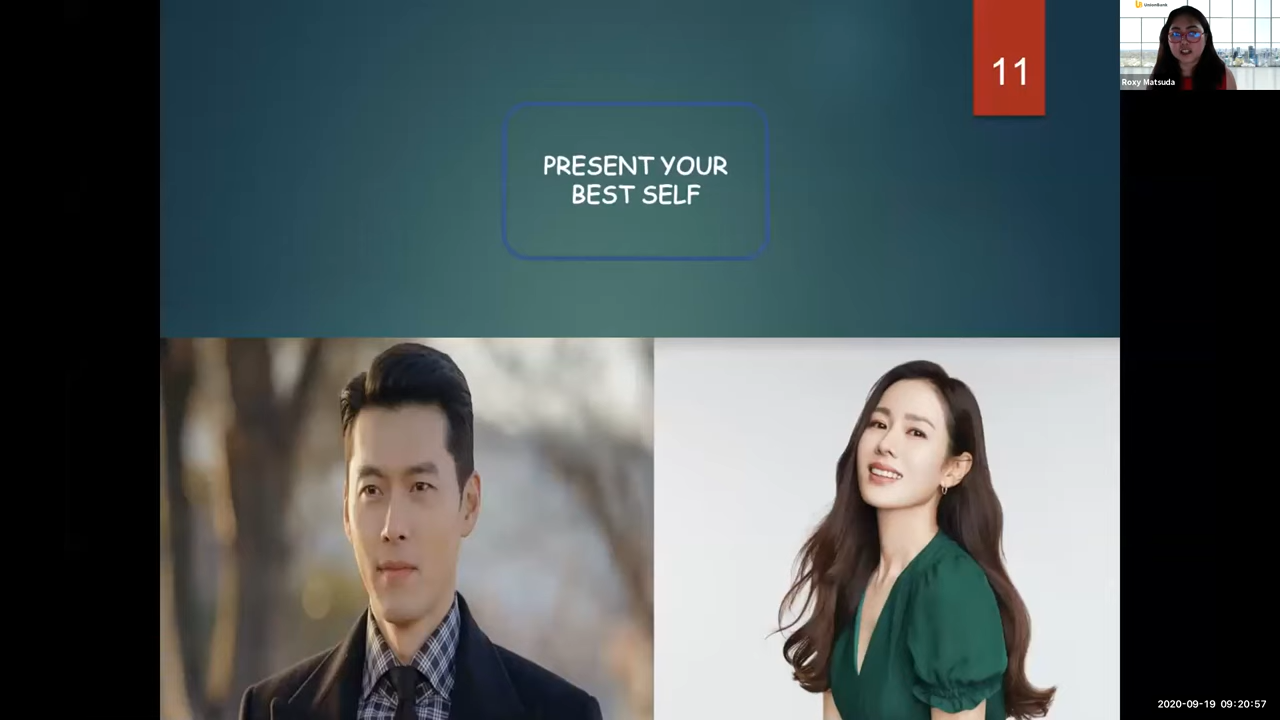 11
PRESENT YOUR
BEST SELF
UnionBank
Roxy Matsuda
2020-09-19 09:20:57